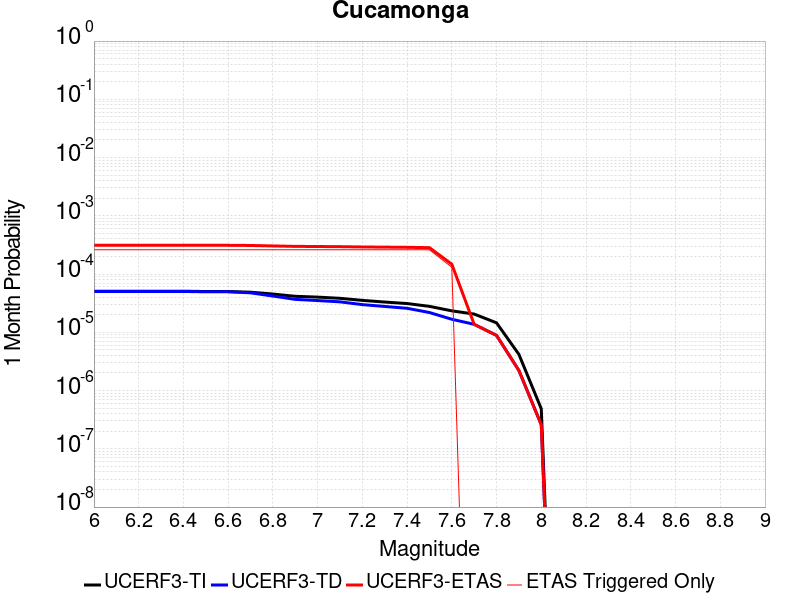 Cucamonga
1 Month Probability
10 0
10 -1
10 -2
10 -3
10 -4
10 -5
10 -6
10 -7
10 -8
6 6.2 6.4 6.6 6.8 7 7.2 7.4 7.6 7.8 8 8.2 8.4 8.6 8.8 9
Magnitude
UCERF3-TI UCERF3-TD UCERF3-ETAS ETAS Triggered Only